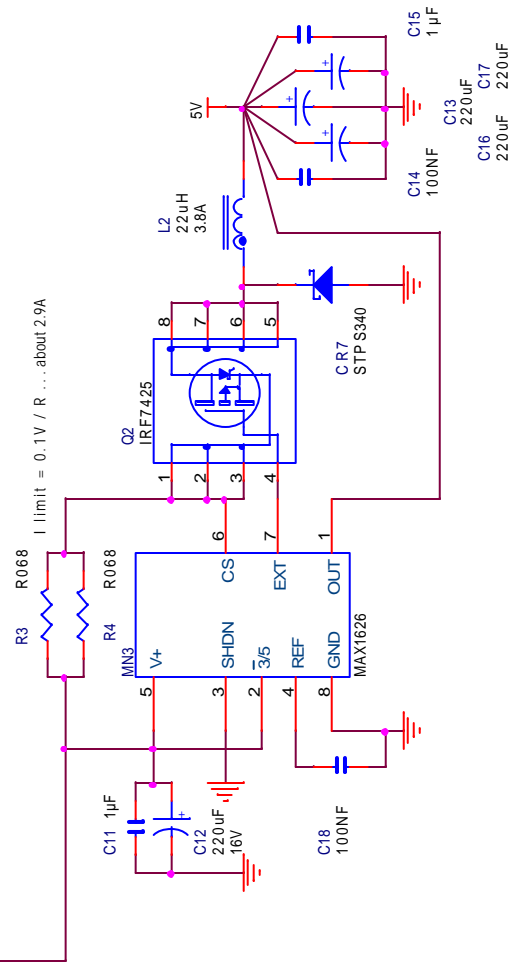 I limit = 0.1V / R ... about 2.9A
R3
R068
R4
R068
MN3
V+
SHDN
3/5
REF
GND
CS
EXT
OUT
MAX1626
5
3
2
4
8
6
7
1
C11 1µF
C12
220uF
16V
C18
100NF
Q2
IRF7425
1
2
3
4
8
7
6
5
L2
22uH
3.8A
CR7
STPS340
5V
C15
1µF
C17
220uF
C13
220uF
C16
220uF
C14
100NF